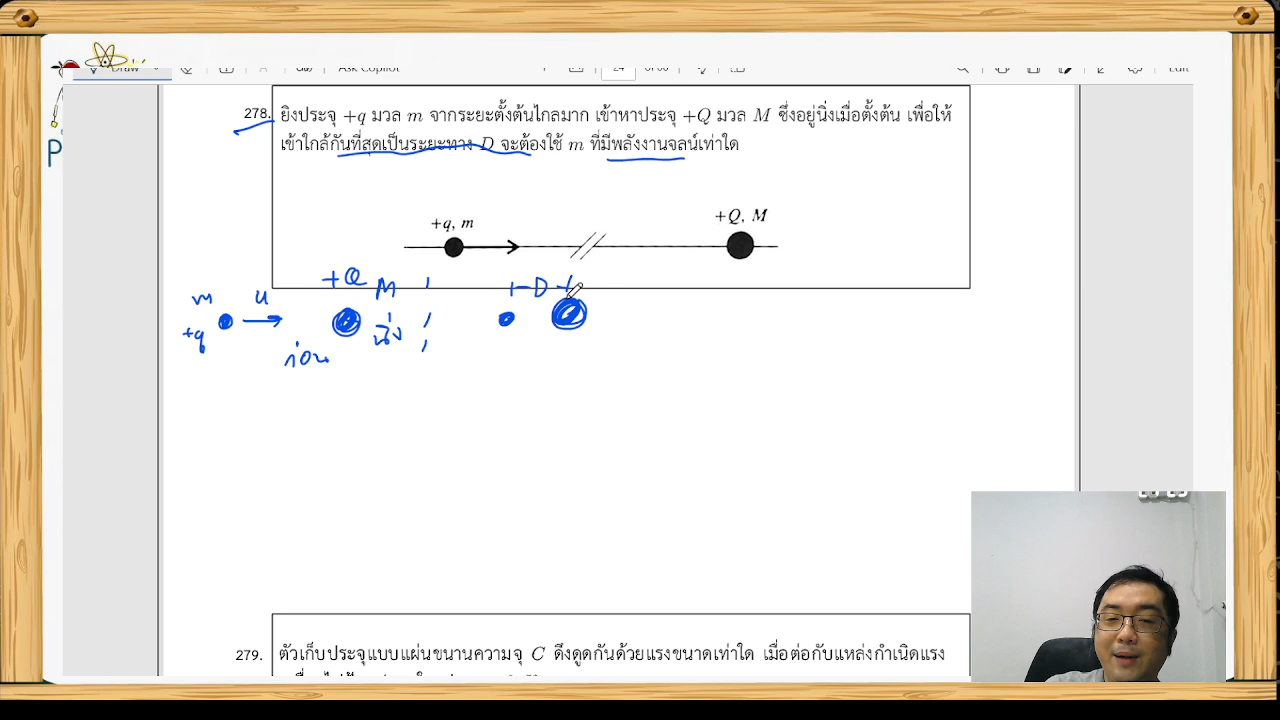 Draw
Ask Copilot
24
Edit
P
278. ยิงประจุ +q มวล m จากระยะตั้งต้นไกลมาก เข้าหาประจุ +Q มวล M ซึ่งอยู่นิ่งเมื่อตั้งต้น เพื่อให้
เข้าใกล้กันที่สุดเป็นระยะทาง D จะต้องใช้ m ที่มีพลังงานจลน์เท่าใด
+q, m
+Q, M
+Q M
D
m u
+q
นิ่ง
ก่อน
279. ตัวเก็บประจุแบบแผ่นขนานความจุ C ดึงดูดกันด้วยแรงขนาดเท่าใด เมื่อต่อกับแหล่งกำเนิดแรง